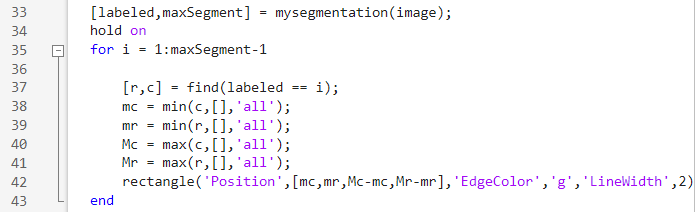 33 [labeled,maxSegment] = mysegmentation(image);
34 hold on
35 for i = 1:maxSegment-1
36
37 [r,c] = find(labeled == i);
38 mc = min(c,[],'all');
39 mr = min(r,[],'all');
40 Mc = max(c,[],'all');
41 Mr = max(r,[],'all');
42 rectangle('Position',[mc,mr,Mc-mc,Mr-mr],'EdgeColor','g','LineWidth',2)
43 end